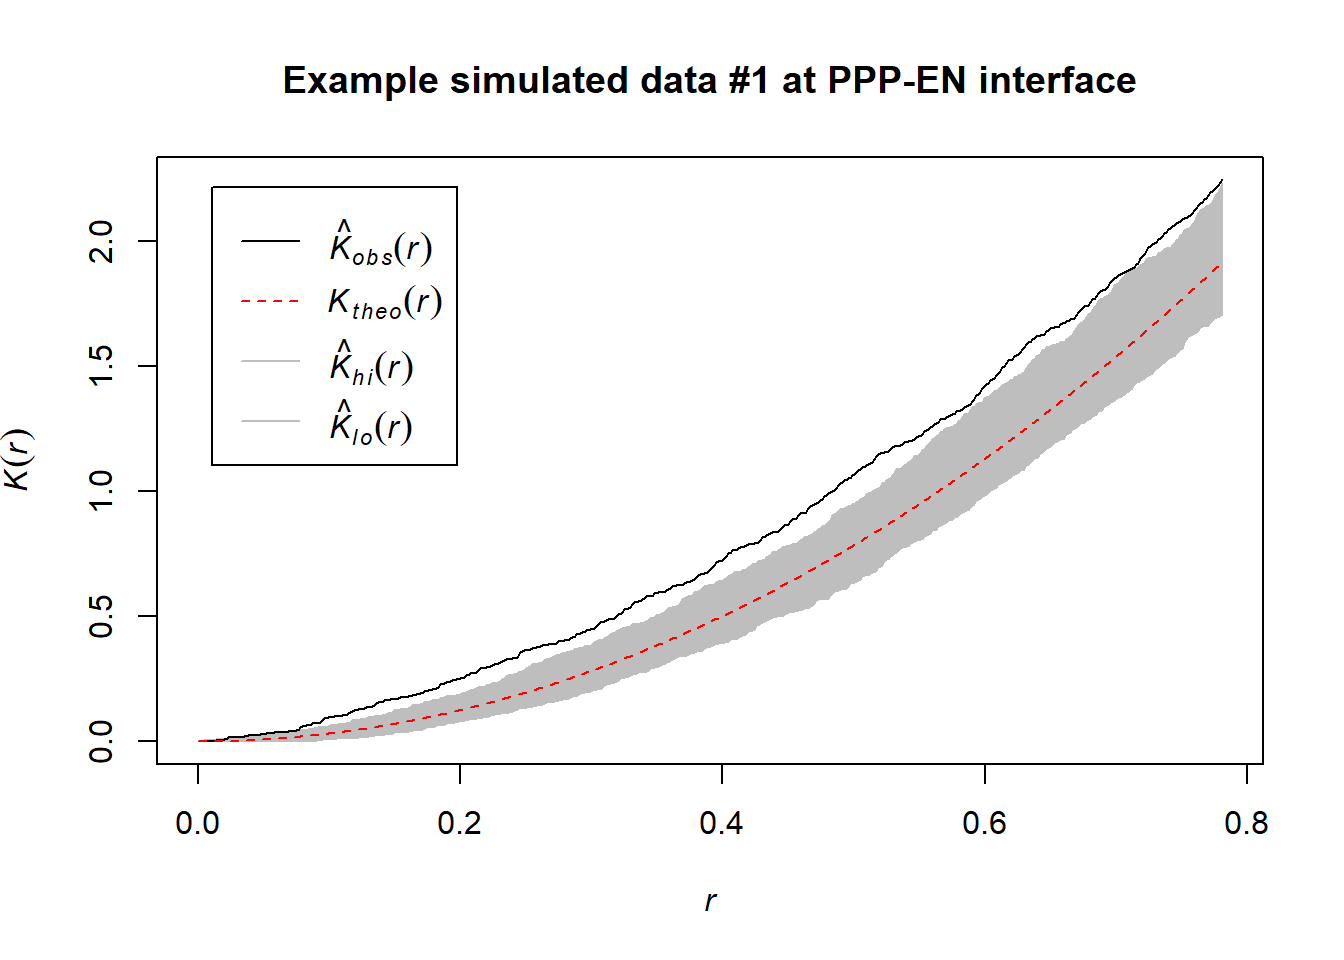 Example simulated data #1 at PPP-EN interface
K̂obs(r)
Ktheo(r)
K̂hi(r)
K̂lo(r)
K(r)
2.0
1.5
1.0
0.5
0.0
0.0 0.2 0.4 0.6 0.8
r